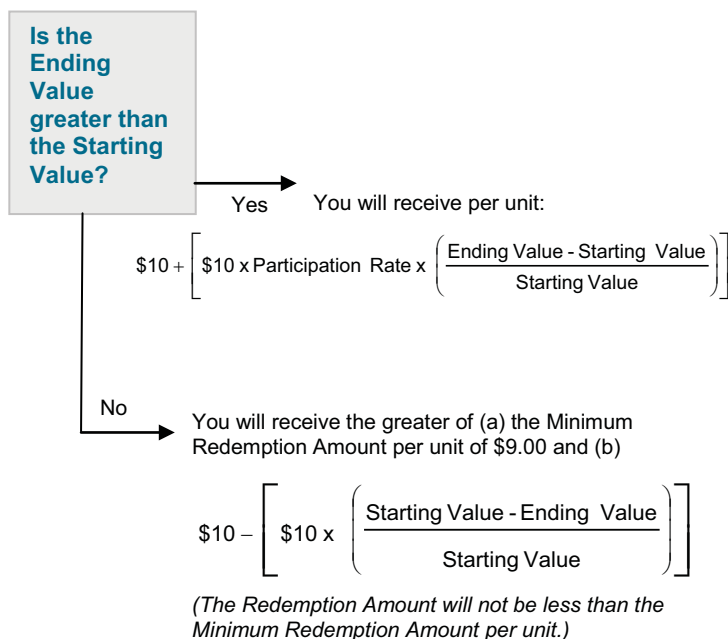 Is the
Ending
Value
greater than
the Starting
Value?
Yes
You will receive per unit:
$10 + [ $10 x Participation Rate x ( Ending Value - Starting Value / Starting Value ) ]
No
You will receive the greater of (a) the Minimum
Redemption Amount per unit of $9.00 and (b)
$10 – [ $10 x ( Starting Value - Ending Value / Starting Value ) ]
(The Redemption Amount will not be less than the
Minimum Redemption Amount per unit.)